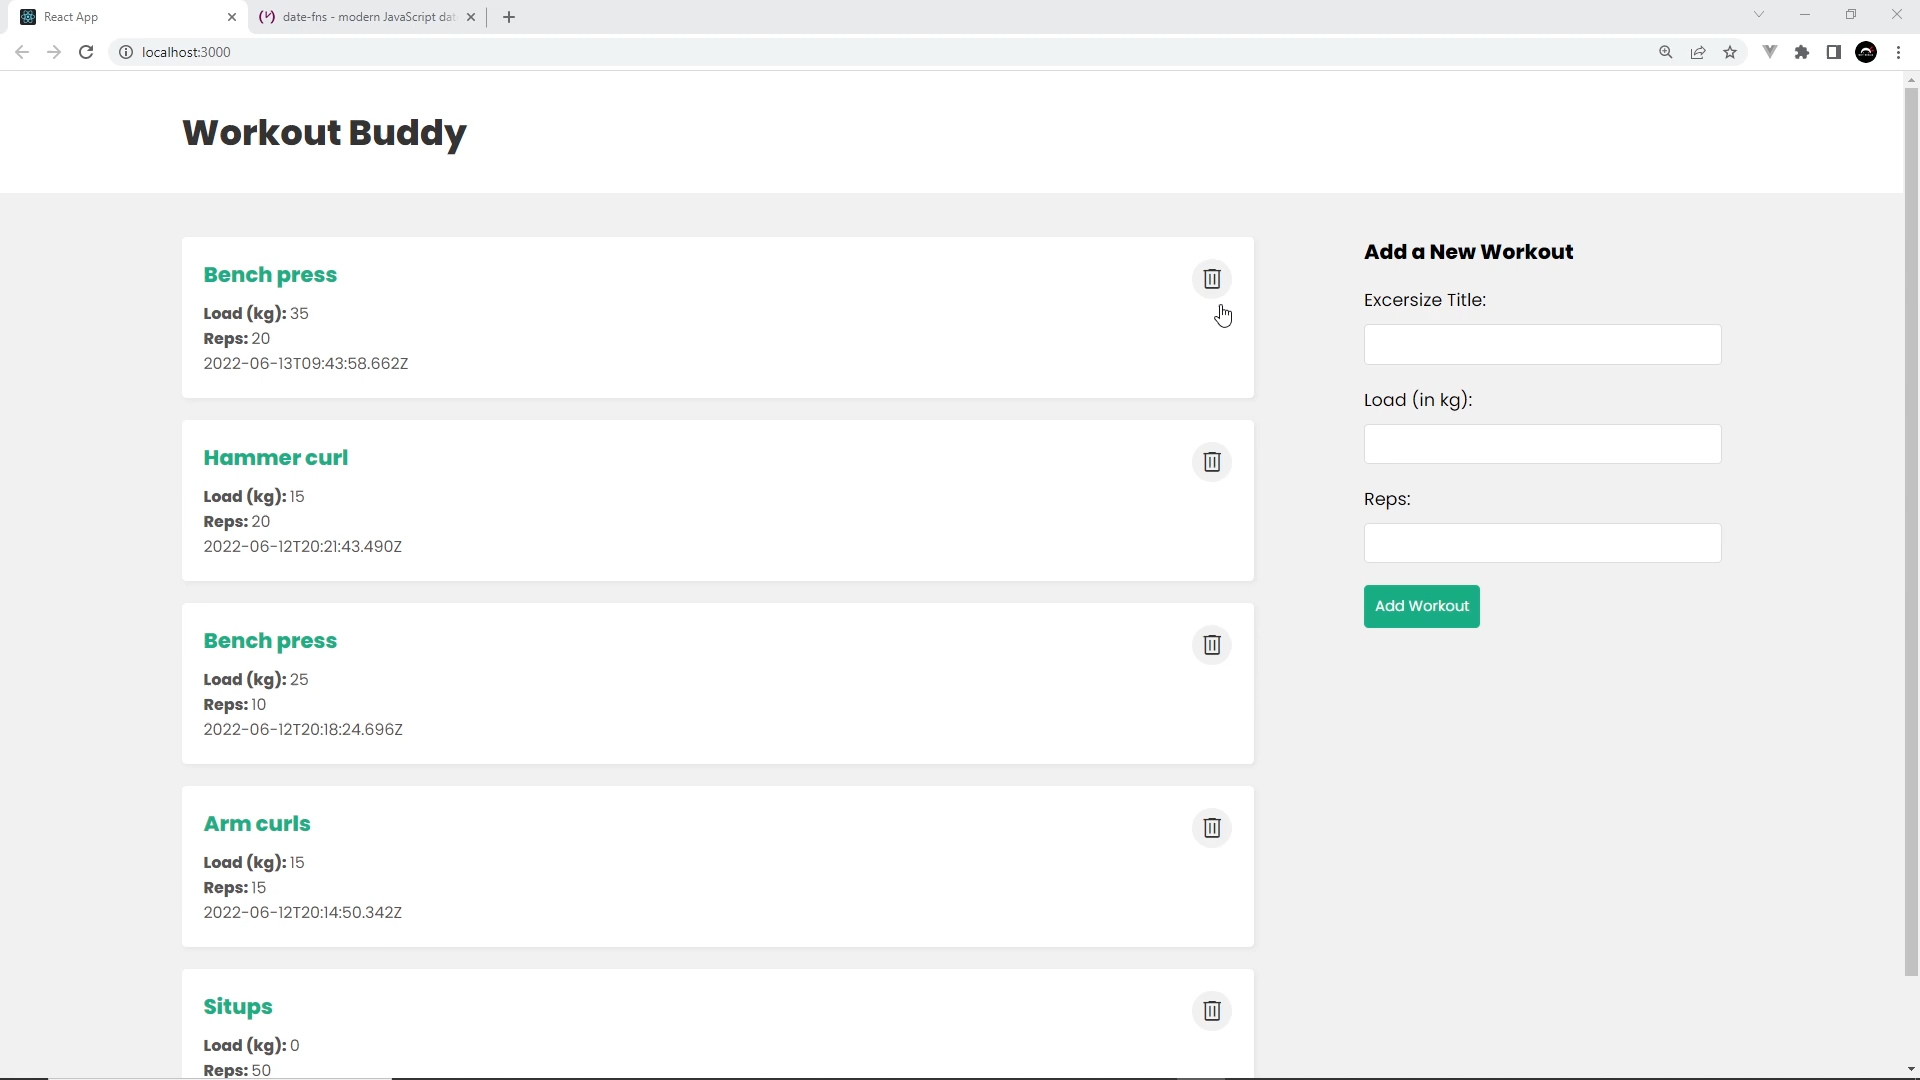 React App
date-fns - modern JavaScript dat
localhost:3000
Workout Buddy
Bench press
Load (kg): 35
Reps: 20
2022-06-13T09:43:58.662Z
Hammer curl
Load (kg): 15
Reps: 20
2022-06-12T20:21:43.490Z
Bench press
Load (kg): 25
Reps: 10
2022-06-12T20:18:24.696Z
Arm curls
Load (kg): 15
Reps: 15
2022-06-12T20:14:50.342Z
Situps
Load (kg): 0
Reps: 50
Add a New Workout
Excersize Title:
Load (in kg):
Reps:
Add Workout